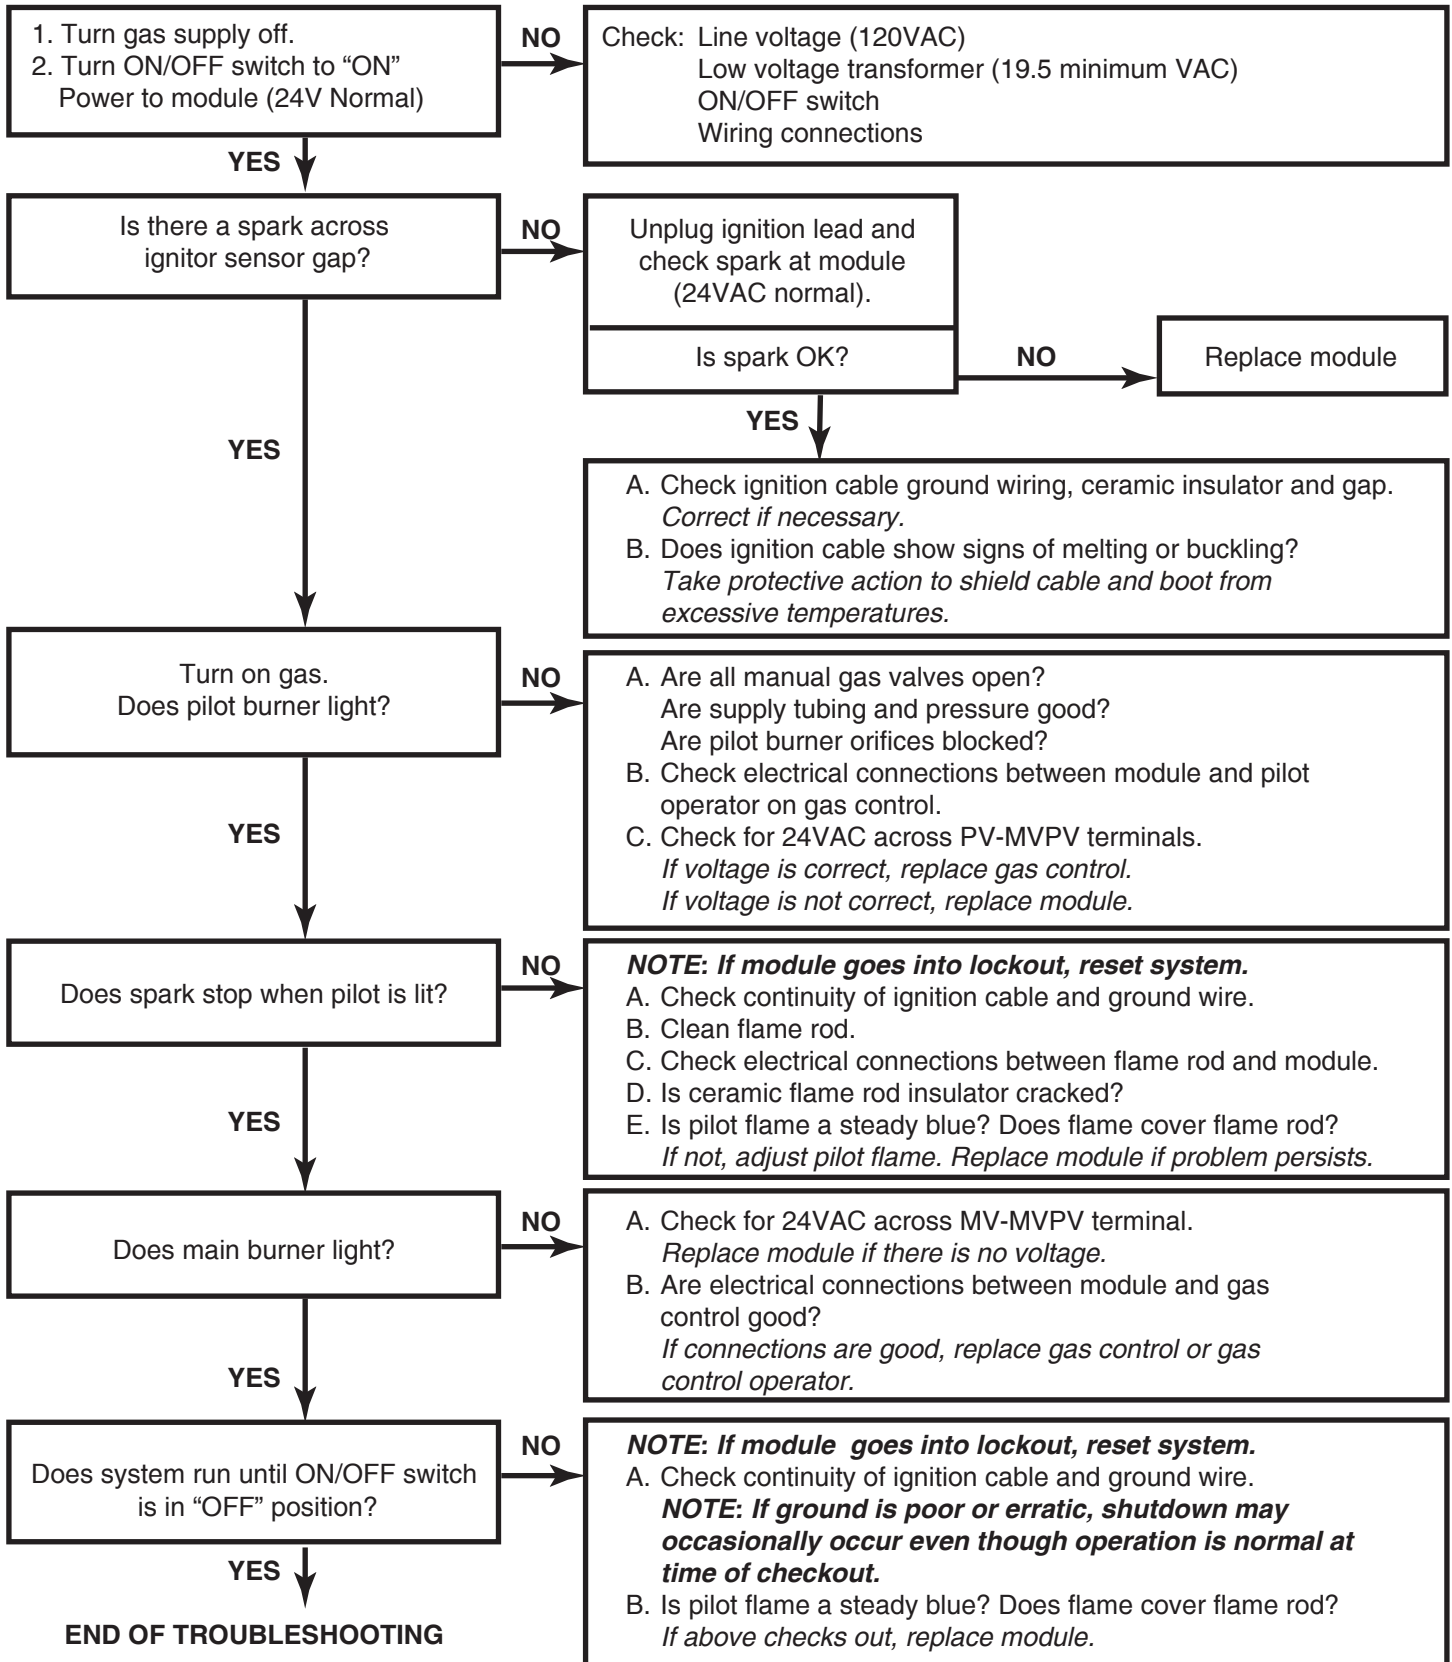 1. Turn gas supply off.
2. Turn ON/OFF switch to “ON”
Power to module (24V Normal)
NO
Check: Line voltage (120VAC)
Low voltage transformer (19.5 minimum VAC)
ON/OFF switch
Wiring connections
YES
Is there a spark across
ignitor sensor gap?
NO
Unplug ignition lead and
check spark at module
(24VAC normal).
Is spark OK?
NO
Replace module
YES
A. Check ignition cable ground wiring, ceramic insulator and gap.
Correct if necessary.
B. Does ignition cable show signs of melting or buckling?
Take protective action to shield cable and boot from
excessive temperatures.
YES
Turn on gas.
Does pilot burner light?
NO
A. Are all manual gas valves open?
Are supply tubing and pressure good?
Are pilot burner orifices blocked?
B. Check electrical connections between module and pilot
operator on gas control.
C. Check for 24VAC across PV-MVPV terminals.
If voltage is correct, replace gas control.
If voltage is not correct, replace module.
YES
Does spark stop when pilot is lit?
NO
NOTE: If module goes into lockout, reset system.
A. Check continuity of ignition cable and ground wire.
B. Clean flame rod.
C. Check electrical connections between flame rod and module.
D. Is ceramic flame rod insulator cracked?
E. Is pilot flame a steady blue? Does flame cover flame rod?
If not, adjust pilot flame. Replace module if problem persists.
YES
Does main burner light?
NO
A. Check for 24VAC across MV-MVPV terminal.
Replace module if there is no voltage.
B. Are electrical connections between module and gas
control good?
If connections are good, replace gas control or gas
control operator.
YES
Does system run until ON/OFF switch
is in “OFF” position?
NO
NOTE: If module goes into lockout, reset system.
A. Check continuity of ignition cable and ground wire.
NOTE: If ground is poor or erratic, shutdown may
occasionally occur even though operation is normal at
time of checkout.
B. Is pilot flame a steady blue? Does flame cover flame rod?
If above checks out, replace module.
YES
END OF TROUBLESHOOTING